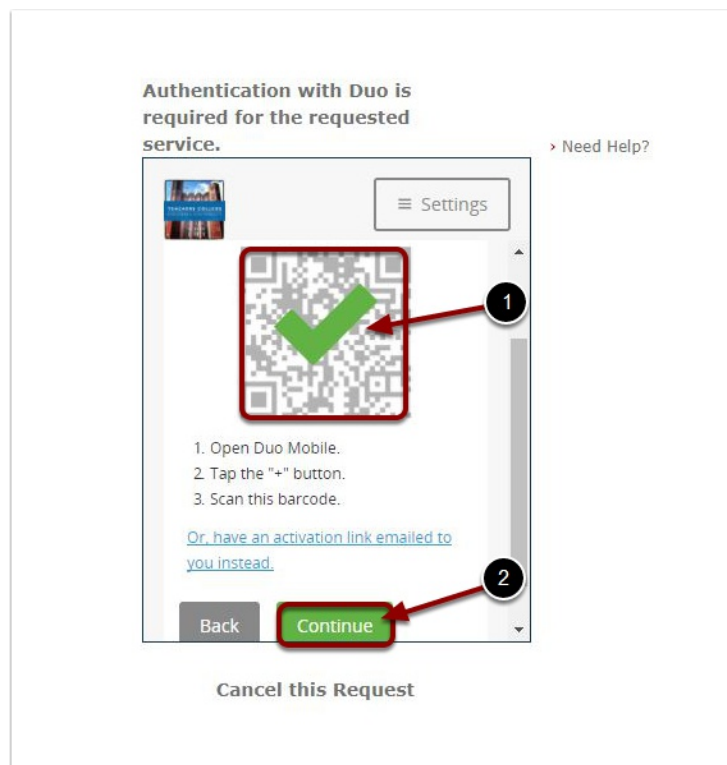 Authentication with Duo is
required for the requested
service.
› Need Help?
TEACHERS COLLEGE
≡ Settings
1
1. Open Duo Mobile.
2. Tap the "+" button.
3. Scan this barcode.
Or, have an activation link emailed to
you instead.
2
Back
Continue
Cancel this Request